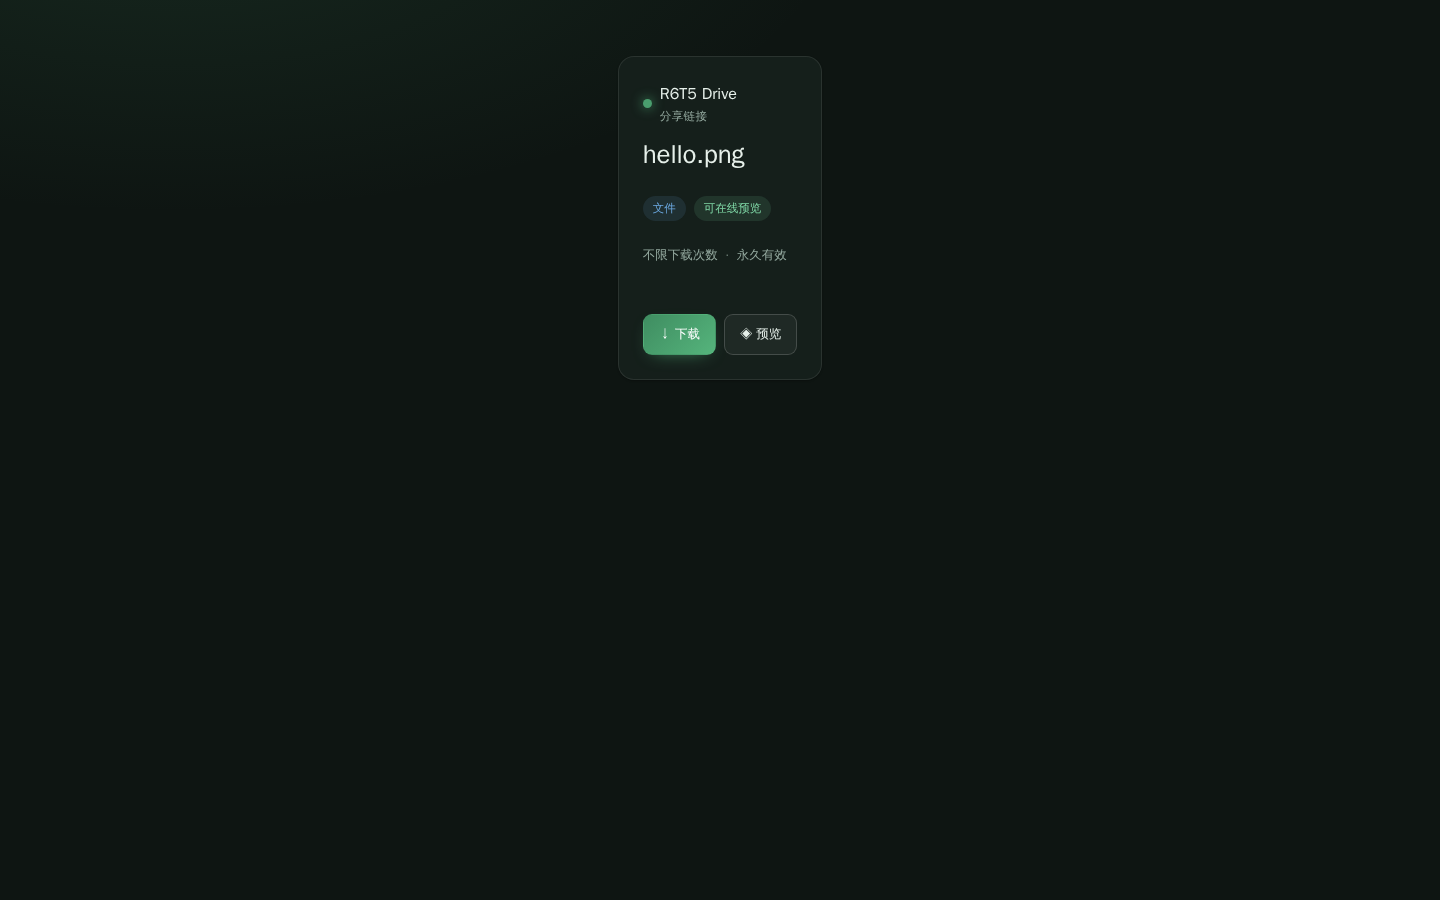 R6T5 Drive
分享链接
hello.png
文件 可在线预览
不限下载次数 · 永久有效
↓ 下载 ◈ 预览